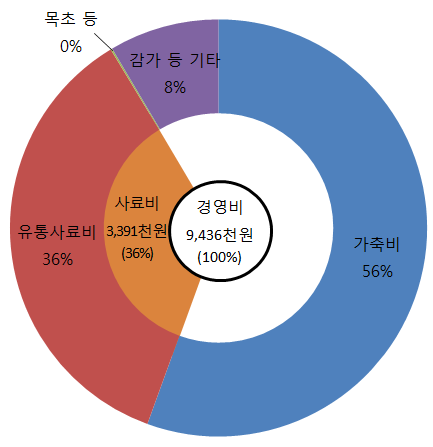 목초 등
0%
감가 등 기타
8%
사료비
3,391천원
(36%)
경영비
9,436천원
(100%)
유통사료비
36%
가축비
56%